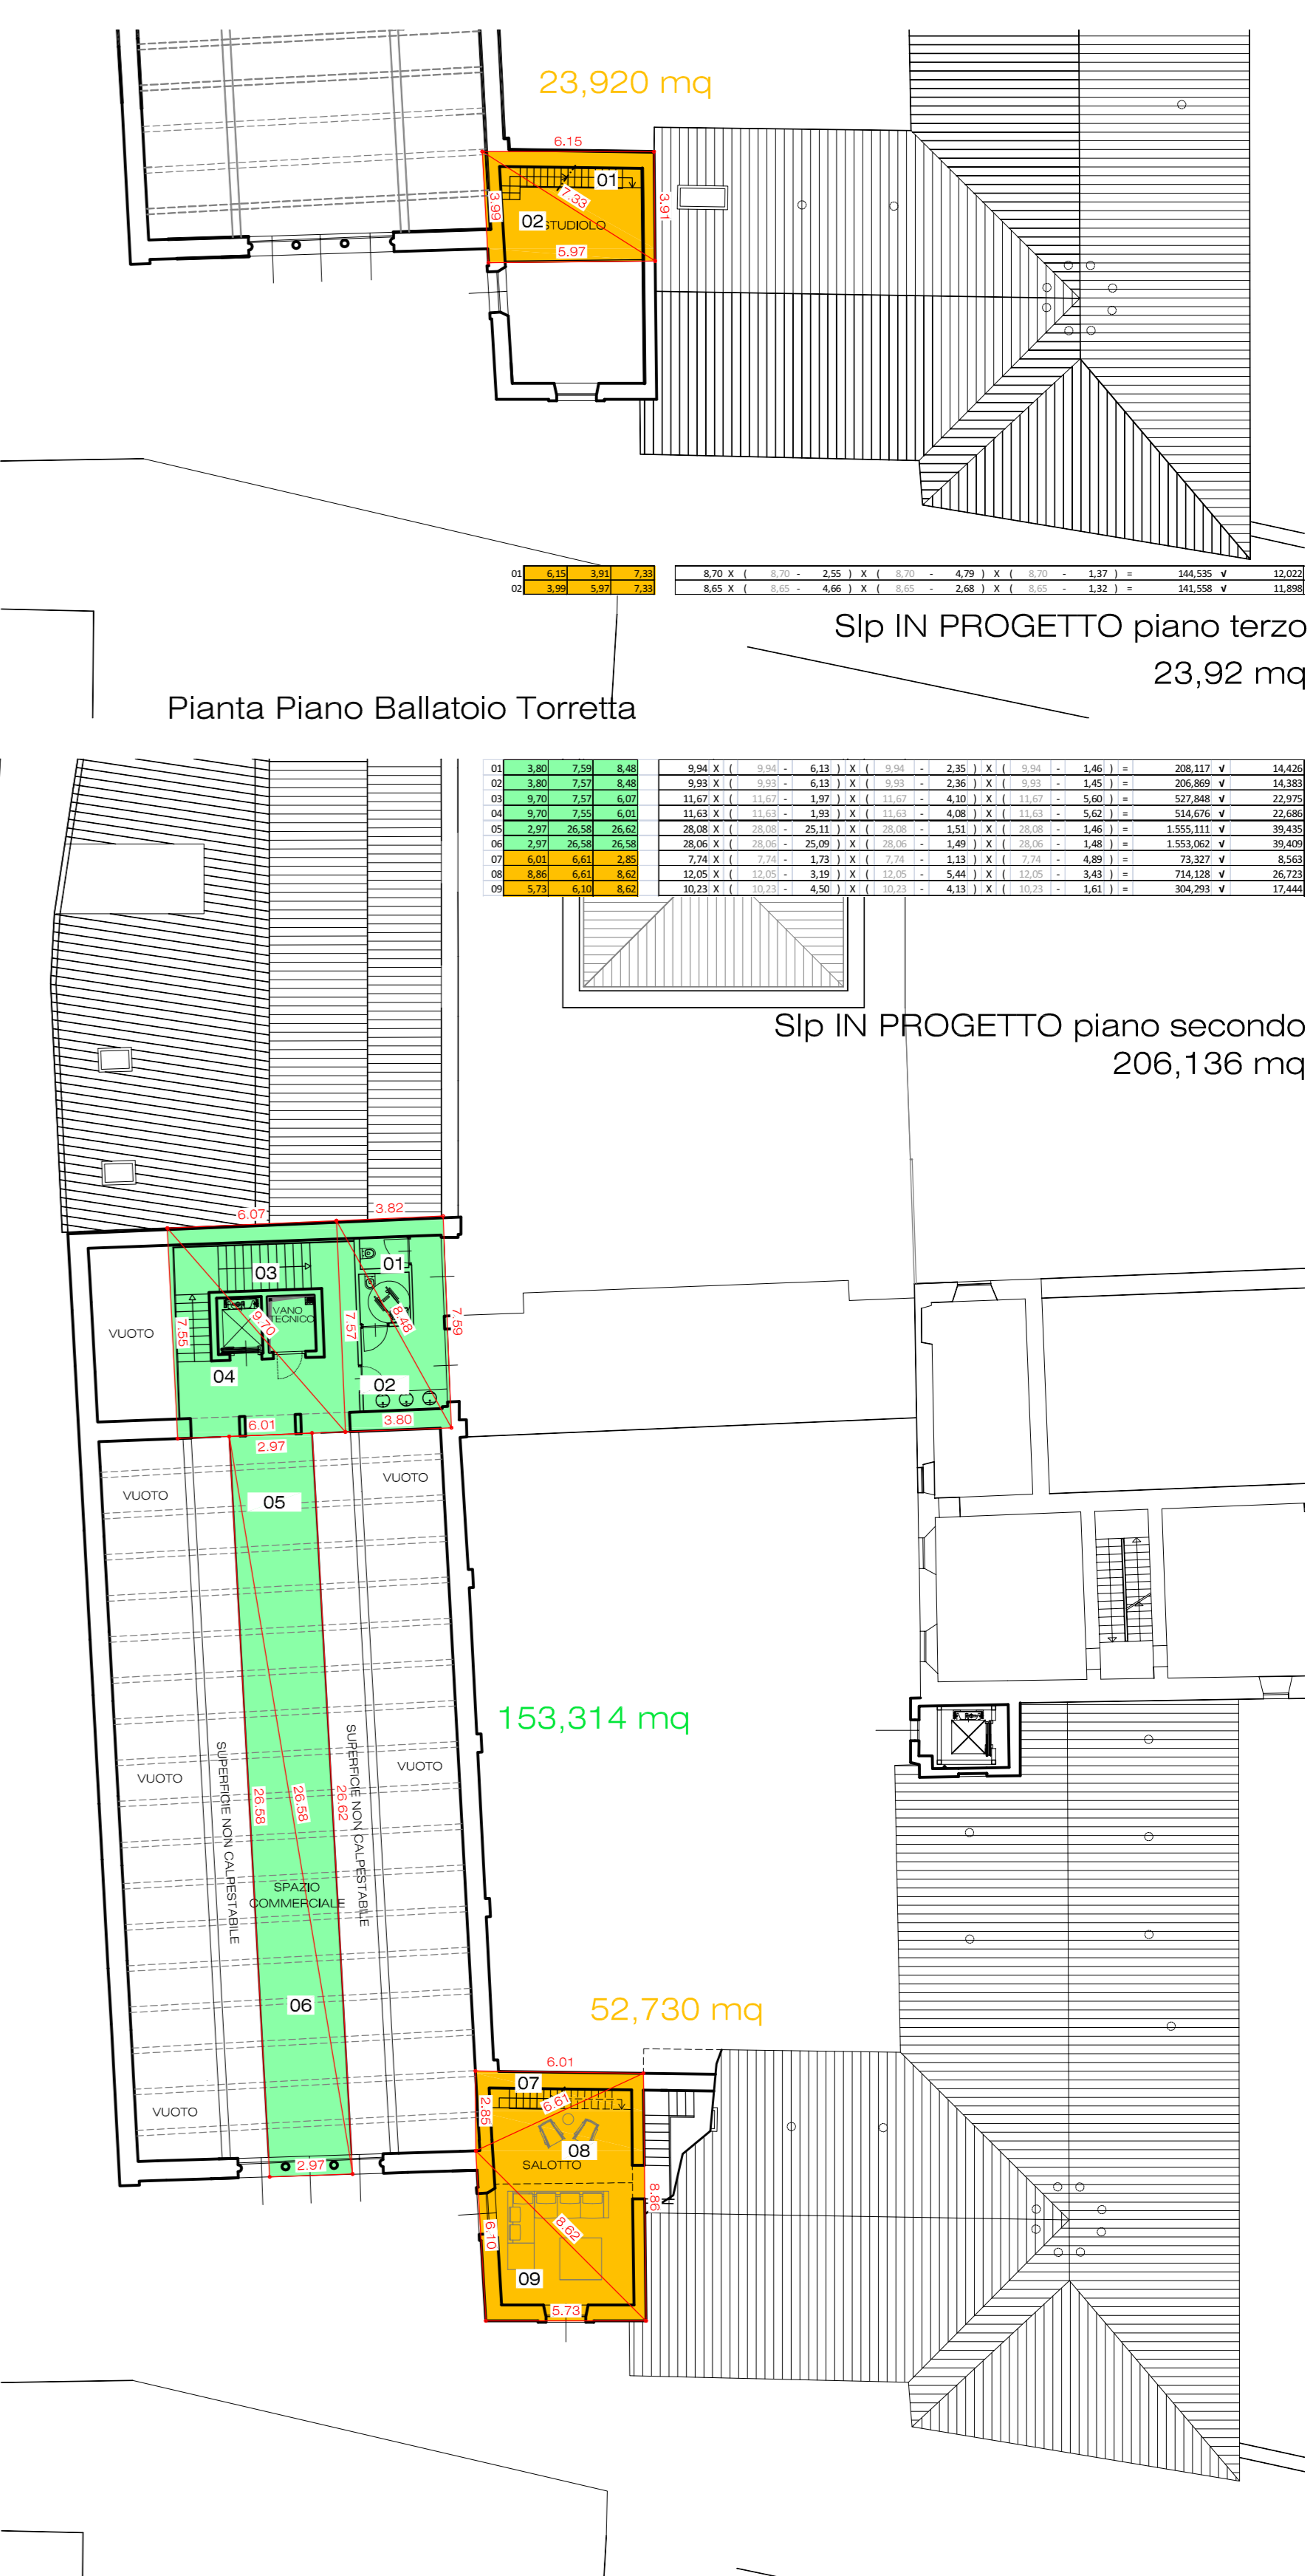 23,920 mq
6.15
01
7.33
3.99
3.91
02
STUDIOLO
5.97
01 6,15 3,91 7,33 8,70 X ( 8,70 - 2,55 ) X ( 8,70 - 4,79 ) X ( 8,70 - 1,37 ) = 144,535 √ 12,022
02 3,99 5,97 7,33 8,65 X ( 8,65 - 4,66 ) X ( 8,65 - 2,68 ) X ( 8,65 - 1,32 ) = 141,558 √ 11,898
Slp IN PROGETTO piano terzo
23,92 mq
Pianta Piano Ballatoio Torretta
01 3,80 7,59 8,48 9,94 X ( 9,94 - 6,13 ) X ( 9,94 - 2,35 ) X ( 9,94 - 1,46 ) = 208,117 √ 14,426
02 3,80 7,57 8,48 9,93 X ( 9,93 - 6,13 ) X ( 9,93 - 2,36 ) X ( 9,93 - 1,45 ) = 206,869 √ 14,383
03 9,70 7,57 6,07 11,67 X ( 11,67 - 1,97 ) X ( 11,67 - 4,10 ) X ( 11,67 - 5,60 ) = 527,848 √ 22,975
04 9,70 7,55 6,01 11,63 X ( 11,63 - 1,93 ) X ( 11,63 - 4,08 ) X ( 11,63 - 5,62 ) = 514,676 √ 22,686
05 2,97 26,58 26,62 28,08 X ( 28,08 - 25,11 ) X ( 28,08 - 1,51 ) X ( 28,08 - 1,46 ) = 1.555,111 √ 39,435
06 2,97 26,58 26,58 28,06 X ( 28,06 - 25,09 ) X ( 28,06 - 1,49 ) X ( 28,06 - 1,48 ) = 1.553,062 √ 39,409
07 6,01 6,61 2,85 7,74 X ( 7,74 - 1,73 ) X ( 7,74 - 1,13 ) X ( 7,74 - 4,89 ) = 73,327 √ 8,563
08 8,86 6,61 8,62 12,05 X ( 12,05 - 3,19 ) X ( 12,05 - 5,44 ) X ( 12,05 - 3,43 ) = 714,128 √ 26,723
09 5,73 6,10 8,62 10,23 X ( 10,23 - 4,50 ) X ( 10,23 - 4,13 ) X ( 10,23 - 1,61 ) = 304,293 √ 17,444
Slp IN PROGETTO piano secondo
206,136 mq
6.07
3.82
01
03
VANO
TECNICO
9.70
8.48
7.55
7.57
7.59
VUOTO
04
02
6.01
3.80
2.97
VUOTO
VUOTO
05
153,314 mq
SUPERFICIE NON CALPESTABILE
SUPERFICIE NON CALPESTABILE
VUOTO
VUOTO
26.58
26.58
26.62
SPAZIO
COMMERCIALE
06
52,730 mq
6.01
07
6.61
2.85
VUOTO
08
SALOTTO
2.97
8.86
6.10
8.62
09
5.73